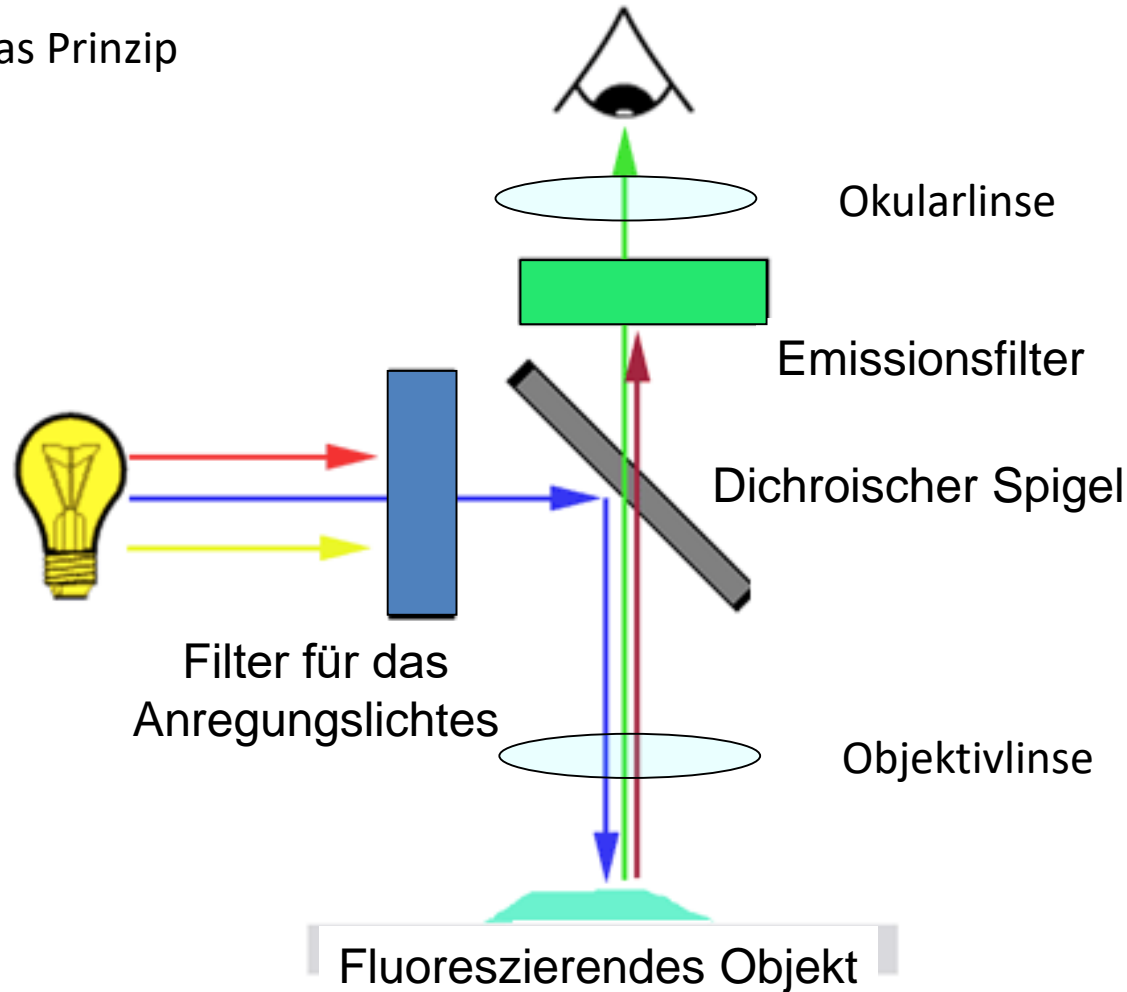 as Prinzip
Okularlinse
Emissionsfilter
Dichroischer Spigel
Filter für das
Anregungslichtes
Objektivlinse
Fluoreszierendes Objekt